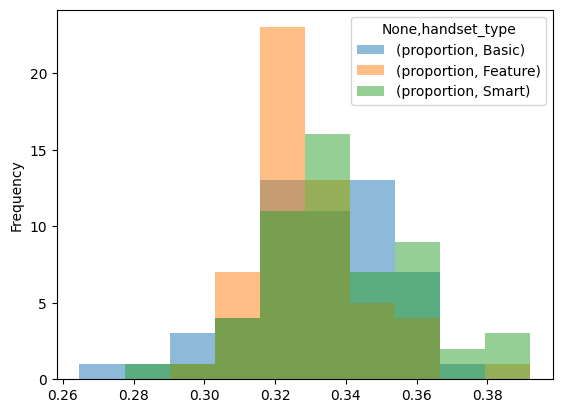 None,handset_type
(proportion, Basic)
(proportion, Feature)
(proportion, Smart)
Frequency
20
15
10
5
0
0.26 0.28 0.30 0.32 0.34 0.36 0.38